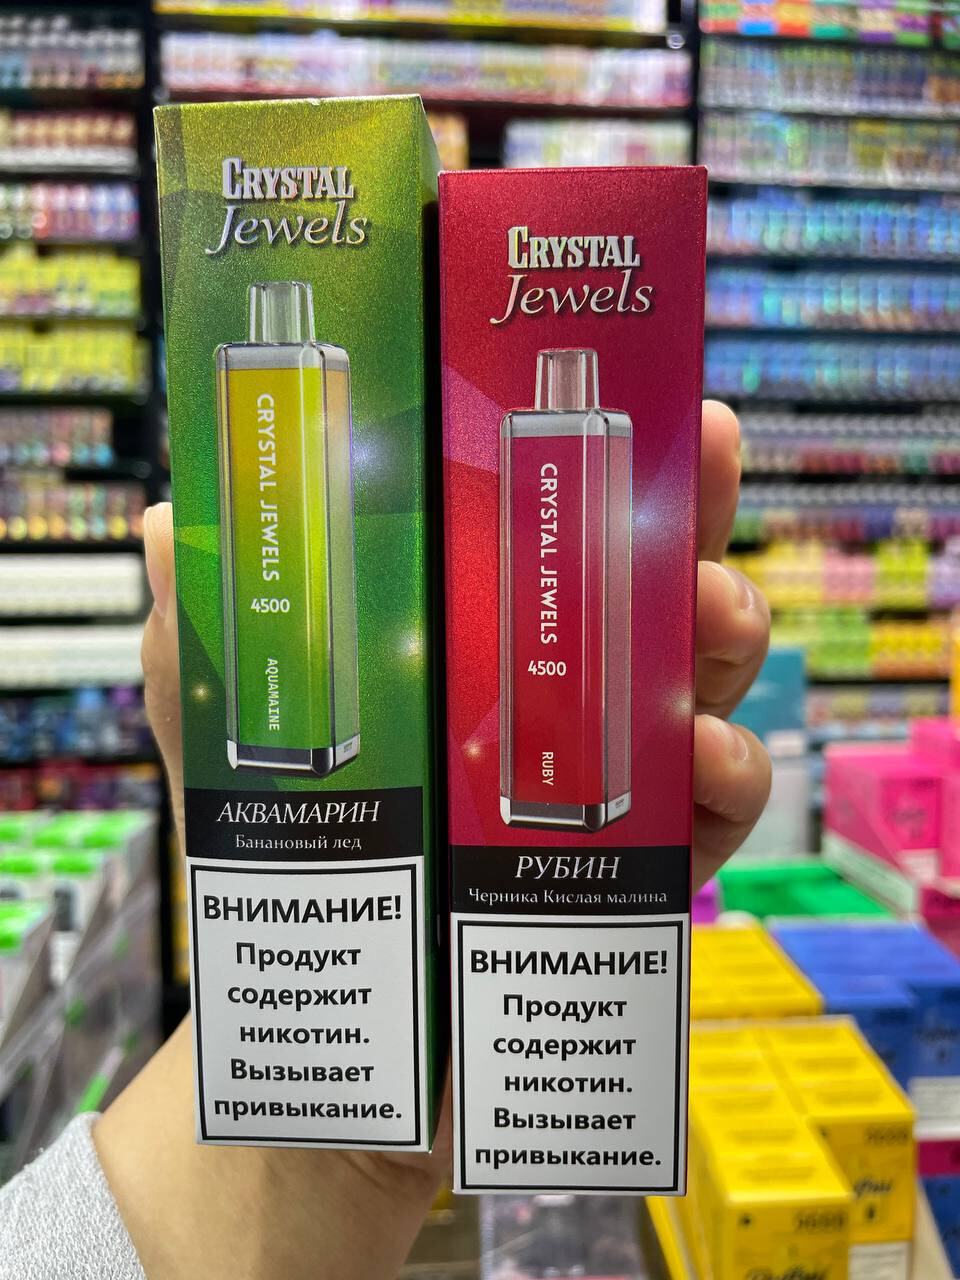 CRYSTAL
Jewels
CRYSTAL JEWELS
4500
AQUAMAINE
АКВАМАРИН
Банановый лед
ВНИМАНИЕ!
Продукт
содержит
никотин.
Вызывает
привыкание.
CRYSTAL
Jewels
CRYSTAL JEWELS
4500
RUBY
РУБИН
Черника Кислая малина
ВНИМАНИЕ!
Продукт
содержит
никотин.
Вызывает
привыкание.